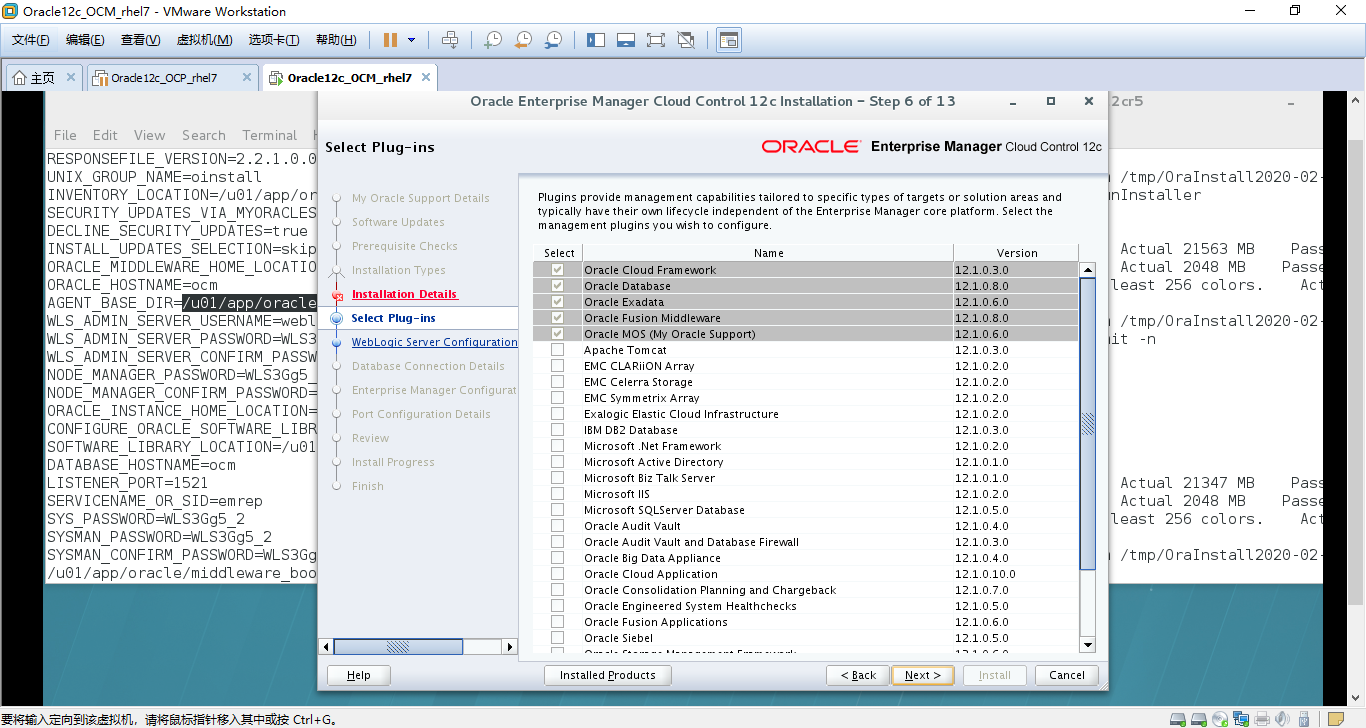 Oracle12c_OCM_rhel7 - VMware Workstation
文件(F) 编辑(E) 查看(V) 虚拟机(M) 选项卡(T) 帮助(H)
主页 Oracle12c_OCP_rhel7 Oracle12c_OCM_rhel7
Oracle Enterprise Manager Cloud Control 12c Installation - Step 6 of 13
2cr5
File Edit View Search Terminal
RESPONSEFILE_VERSION=2.2.1.0.0
UNIX_GROUP_NAME=oinstall
INVENTORY_LOCATION=/u01/app/or
SECURITY_UPDATES_VIA_MYORACLES
DECLINE_SECURITY_UPDATES=true
INSTALL_UPDATES_SELECTION=skip
ORACLE_MIDDLEWARE_HOME_LOCATIO
ORACLE_HOSTNAME=ocm
AGENT_BASE_DIR=/u01/app/oracle
WLS_ADMIN_SERVER_USERNAME=webl
WLS_ADMIN_SERVER_PASSWORD=WLS3
WLS_ADMIN_SERVER_CONFIRM_PASSW
NODE_MANAGER_PASSWORD=WLS3Gg5_
NODE_MANAGER_CONFIRM_PASSWORD=
ORACLE_INSTANCE_HOME_LOCATION=
CONFIGURE_ORACLE_SOFTWARE_LIBR
SOFTWARE_LIBRARY_LOCATION=/u01
DATABASE_HOSTNAME=ocm
LISTENER_PORT=1521
SERVICENAME_OR_SID=emrep
SYS_PASSWORD=WLS3Gg5_2
SYSMAN_PASSWORD=WLS3Gg5_2
SYSMAN_CONFIRM_PASSWORD=WLS3Gg
/u01/app/oracle/middleware_boo
Select Plug-ins
ORACLE Enterprise Manager Cloud Control 12c
My Oracle Support Details
Software Updates
Prerequisite Checks
Installation Types
Installation Details
Select Plug-ins
WebLogic Server Configuration
Database Connection Details
Enterprise Manager Configurat
Port Configuration Details
Review
Install Progress
Finish
Plugins provide management capabilities tailored to specific types of targets or solution areas and
typically have their own lifecycle independent of the Enterprise Manager core platform. Select the
management plugins you wish to configure.
Select Name Version
Oracle Cloud Framework 12.1.0.3.0
Oracle Database 12.1.0.8.0
Oracle Exadata 12.1.0.6.0
Oracle Fusion Middleware 12.1.0.8.0
Oracle MOS (My Oracle Support) 12.1.0.6.0
Apache Tomcat 12.1.0.3.0
EMC CLARiiON Array 12.1.0.2.0
EMC Celerra Storage 12.1.0.2.0
EMC Symmetrix Array 12.1.0.2.0
Exalogic Elastic Cloud Infrastructure 12.1.0.2.0
IBM DB2 Database 12.1.0.3.0
Microsoft .Net Framework 12.1.0.2.0
Microsoft Active Directory 12.1.0.1.0
Microsoft Biz Talk Server 12.1.0.1.0
Microsoft IIS 12.1.0.2.0
Microsoft SQLServer Database 12.1.0.5.0
Oracle Audit Vault 12.1.0.4.0
Oracle Audit Vault and Database Firewall 12.1.0.3.0
Oracle Big Data Appliance 12.1.0.4.0
Oracle Cloud Application 12.1.0.10.0
Oracle Consolidation Planning and Chargeback 12.1.0.7.0
Oracle Engineered System Healthchecks 12.1.0.5.0
Oracle Fusion Applications 12.1.0.6.0
Oracle Siebel 12.1.0.5.0
Oracle Storage Management Framework 12.1.0.6.0
Help Installed Products < Back Next > Install Cancel
/tmp/OraInstall2020-02-
nInstaller
Actual 21563 MB Pass
Actual 2048 MB Passe
least 256 colors. Act
/tmp/OraInstall2020-02-
it -n
Actual 21347 MB Pass
Actual 2048 MB Passe
least 256 colors. Act
/tmp/OraInstall2020-02-
要将输入定向到该虚拟机，请将鼠标指针移入其中或按 Ctrl+G。